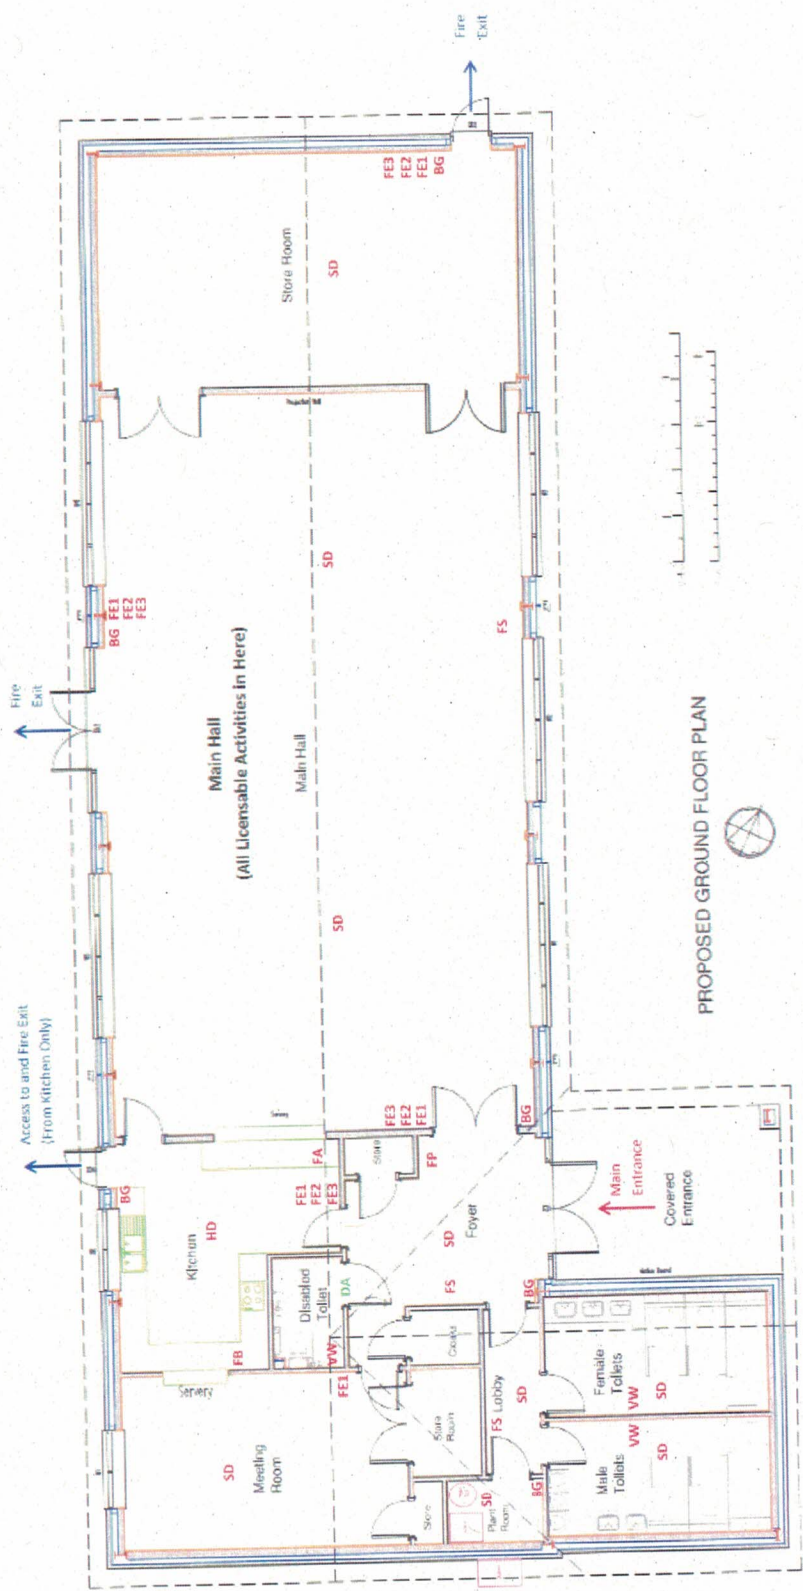 Access to and Fire Exit
(From Kitchen Only)
Fire
Exit
Fire
Exit
BG
BG FE1
FE2
FE3
Kitchen
HD
FB
Servery
Meeting
Room
SD
Disabled
Toilet
VW
DA
FE1
FE2
FE3
FA
Store
FP
FE3
FE2
FE1
BG
Main Hall
(All Licensable Activities in Here)
Main Hall
SD
SD
FS
Store Room
SD
FE3
FE2
FE1
BG
FE1
Store
Room
Store
Plant
Room
SD
FS
Lobby
SD
BG
Foyer
SD
FS
BG
Male
Toilets
VW
SD
Female
Toilets
VW
SD
Main
Entrance
Covered
Entrance
PROPOSED GROUND FLOOR PLAN